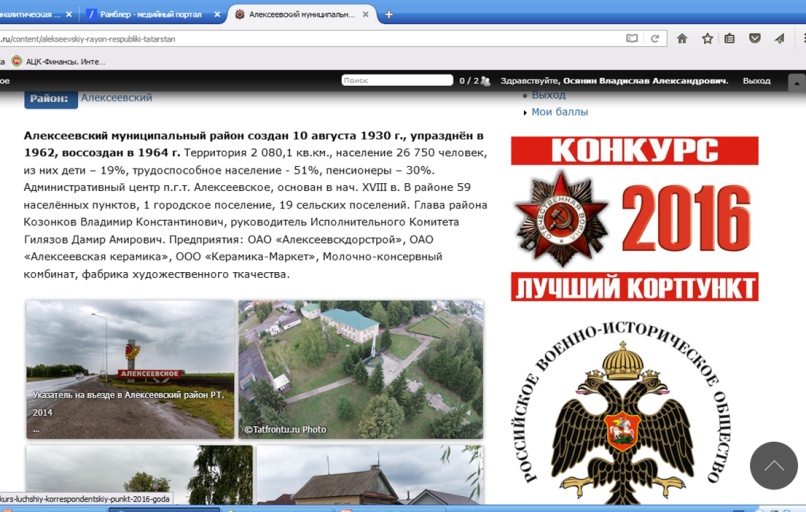 аналитическая ...
Рамблер - медийный портал
Алексеевский муниципальн...
.ru/content/alekseevskiy-rayon-respubliki-tatarstan
АЦК-Финансы. Инте...
ое
Поиск
0 / 2
Здравствуйте, Осянин Владислав Александрович.
Выход
Район:
Алексеевский
Выход
Мои баллы
Алексеевский муниципальный район создан 10 августа 1930 г., упразднён в
1962, воссоздан в 1964 г. Территория 2 080,1 кв.км., население 26 750 человек,
из них дети – 19%, трудоспособное население - 51%, пенсионеры – 30%.
Административный центр п.г.т. Алексеевское, основан в нач. XVIII в. В районе 59
населённых пунктов, 1 городское поселение, 19 сельских поселений. Глава района
Козонков Владимир Константинович, руководитель Исполнительного Комитета
Гилязов Дамир Амирович. Предприятия: ОАО «Алексеевскдорстрой», ОАО
«Алексеевская керамика», ООО «Керамика-Маркет», Молочно-консервный
комбинат, фабрика художественного ткачества.
КОНКУРС
ОТЕЧЕСТВЕННАЯ ВОЙНА
2016
ЛУЧШИЙ КОРПУНКТ
АЛЕКСЕЕВСКОЕ
Указатель на въезде в Алексеевский район РТ.
2014
...
©Tatfrontu.ru Photo
РОССИЙСКОЕ ВОЕННО-ИСТОРИЧЕСКОЕ ОБЩЕСТВО
kurs-luchshiy-korrespondentskiy-punkt-2016-goda